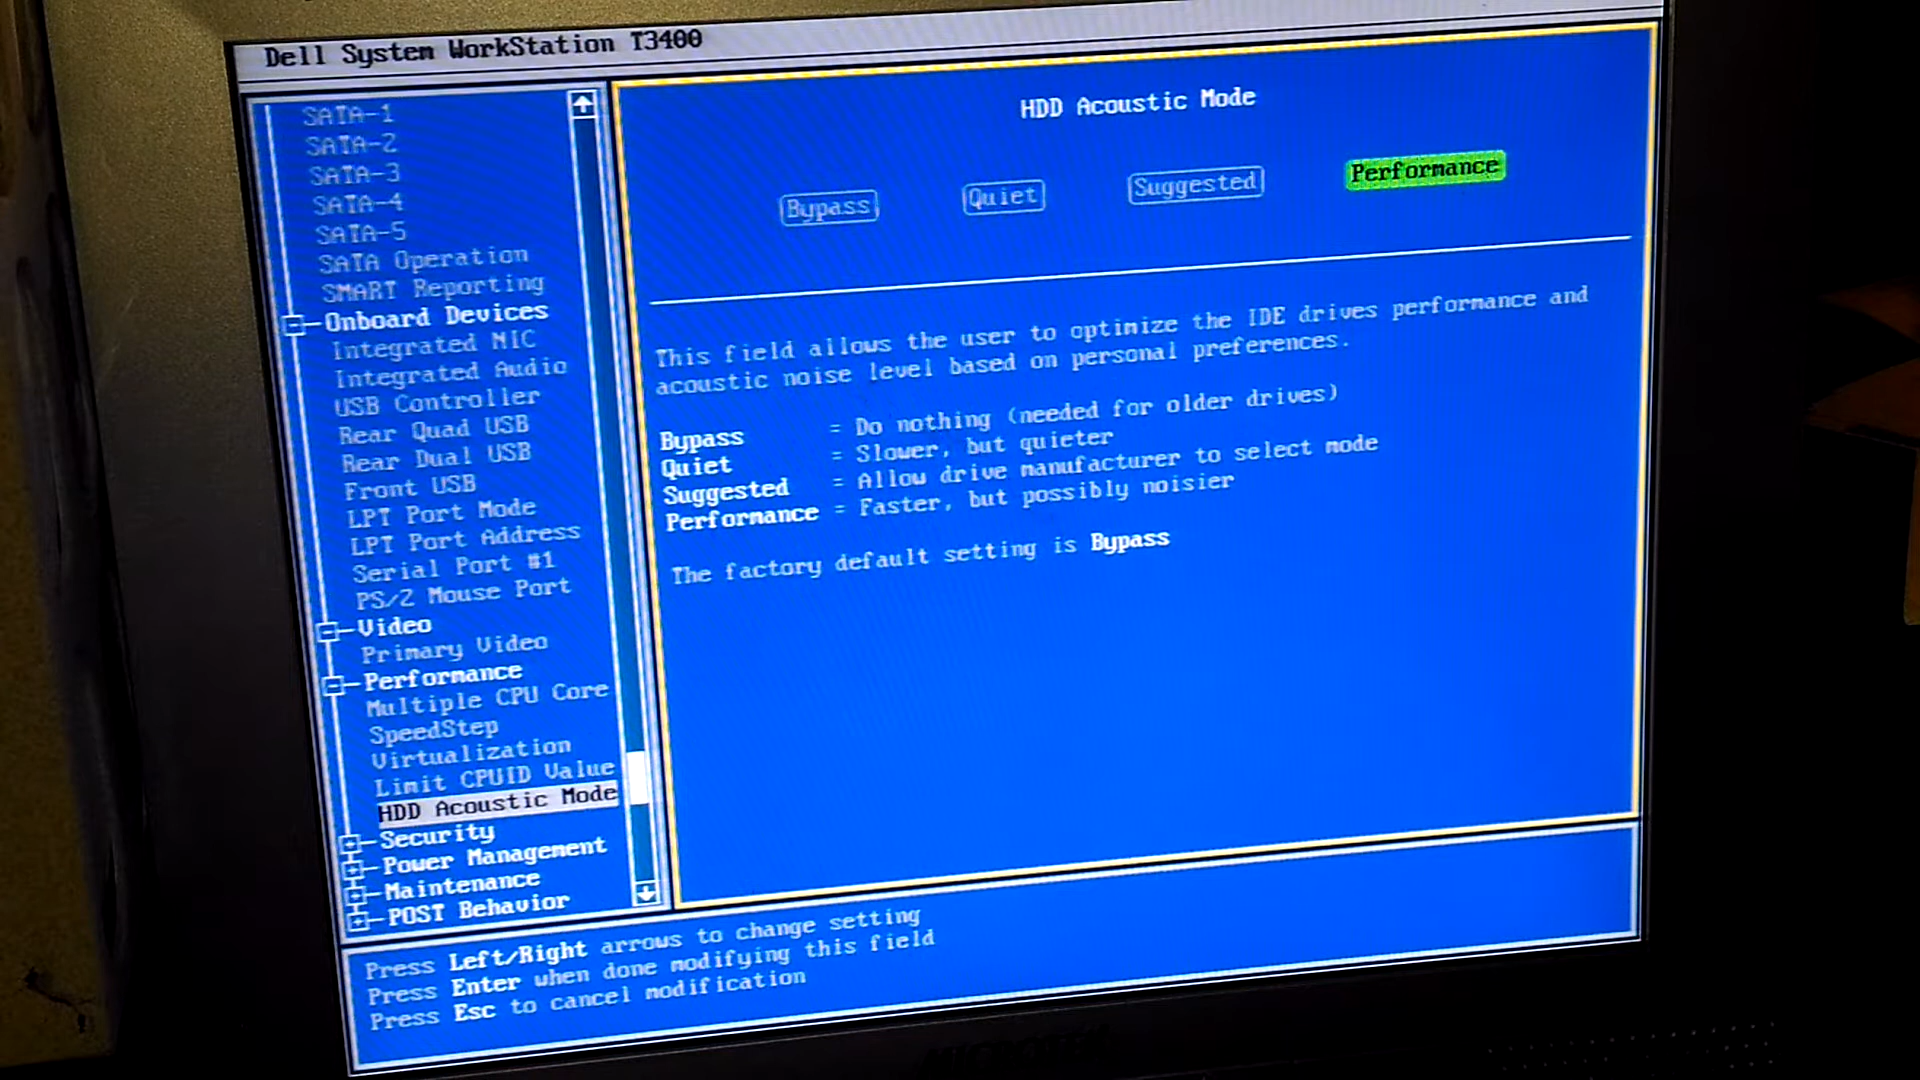 Dell System WorkStation T3400
SATA-1
SATA-2
SATA-3
SATA-4
SATA-5
SATA Operation
SMART Reporting
Onboard Devices
Integrated NIC
Integrated Audio
USB Controller
Rear Quad USB
Rear Dual USB
Front USB
LPT Port Mode
LPT Port Address
Serial Port #1
PS/2 Mouse Port
Video
Primary Video
Performance
Multiple CPU Core
SpeedStep
Virtualization
Limit CPUID Value
HDD Acoustic Mode
Security
Power Management
Maintenance
POST Behavior
HDD Acoustic Mode
Bypass Quiet Suggested Performance
This field allows the user to optimize the IDE drives performance and
acoustic noise level based on personal preferences.
Bypass = Do nothing (needed for older drives)
Quiet = Slower, but quieter
Suggested = Allow drive manufacturer to select mode
Performance = Faster, but possibly noisier
The factory default setting is Bypass
Press Left/Right arrows to change setting
Press Enter when done modifying this field
Press Esc to cancel modification